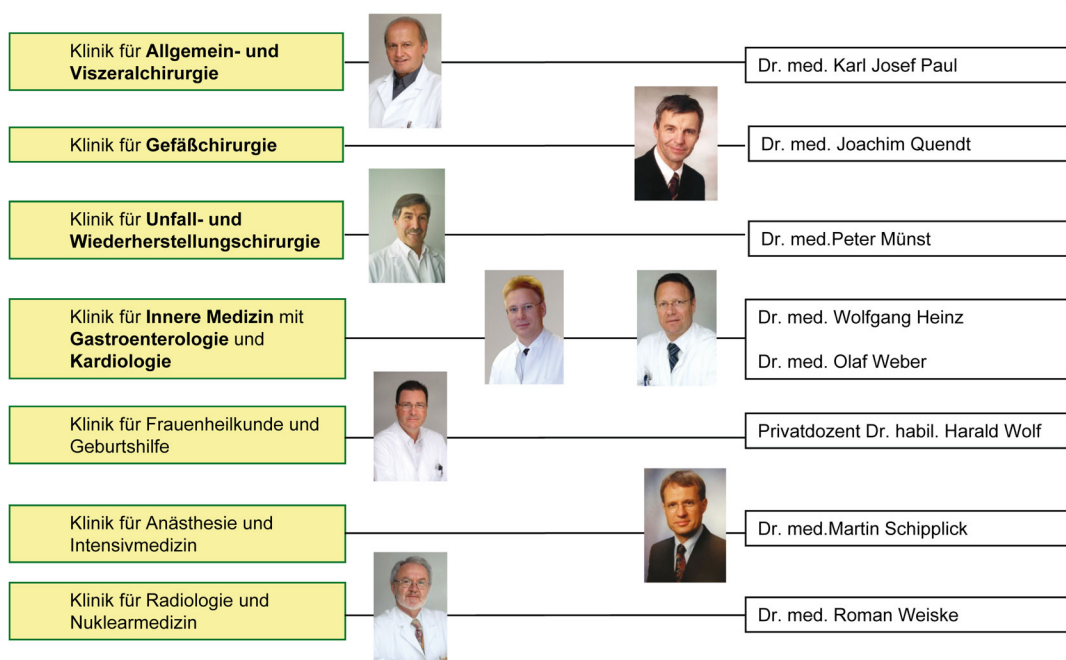 Klinik für Allgemein- und
Viszeralchirurgie
Dr. med. Karl Josef Paul
Klinik für Gefäßchirurgie
Dr. med. Joachim Quendt
Klinik für Unfall- und
Wiederherstellungschirurgie
Dr. med.Peter Münst
Klinik für Innere Medizin mit
Gastroenterologie und
Kardiologie
Dr. med. Wolfgang Heinz
Dr. med. Olaf Weber
Klinik für Frauenheilkunde und
Geburtshilfe
Privatdozent Dr. habil. Harald Wolf
Klinik für Anästhesie und
Intensivmedizin
Dr. med.Martin Schipplick
Klinik für Radiologie und
Nuklearmedizin
Dr. med. Roman Weiske